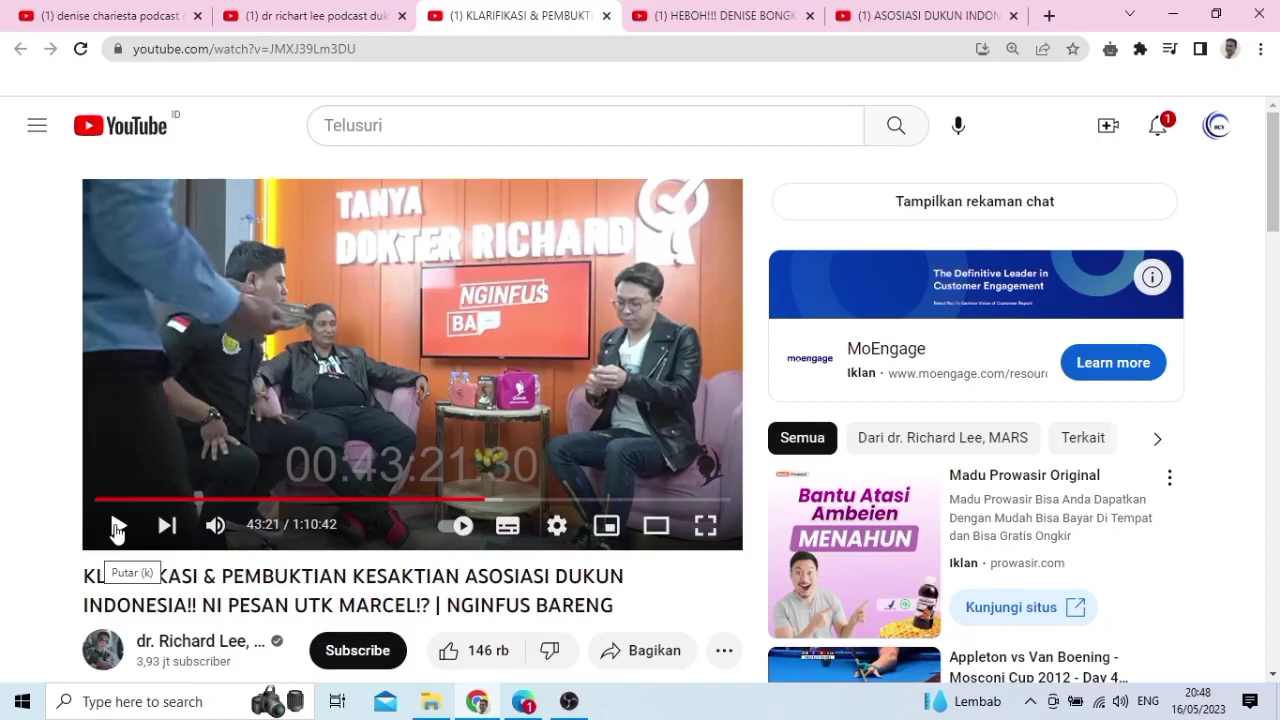 (1) denise telusuri podcast
(1) dr richart telusuri duk
(1) KLARIFIKASI & PEMBUKTI
(1) HEBOH!!! DENISE BONGK
(1) ASOSIASI DUKUN INDON
youtube.com/watch?v=JMXJ39Lm3DU
YouTube
ID
Telusuri
1
ACY
TANYA
DOKTER RICHARD
NGINFUS
BA
00:43/21:30
43:21 / 1:10:42
Putar (k)
KL KASI & PEMBUKTIAN KESAKTIAN ASOSIASI DUKUN
INDONESIA!! NI PESAN UTK MARCEL!? | NGINFUS BARENG
dr. Richard Lee, ...
3,93 jt subscriber
Subscribe
146 rb
Bagikan
Tampilkan rekaman chat
The Definitive Leader in
Customer Engagement
moengage
MoEngage
Iklan · www.moengage.com/resourc
Learn more
Semua
Dari dr. Richard Lee, MARS
Terkait
Bantu Atasi
Ambeien
MENAHUN
Madu Prowasir Original
Madu Prowasir Bisa Anda Dapatkan
Dengan Mudah Bisa Bayar Di Tempat
dan Bisa Gratis Ongkir
Iklan · prowasir.com
Kunjungi situs
Appleton vs Van Boening -
Mosconi Cup 2012 - Day 4...
Type here to search
1
Lembab
ENG
20:48
16/05/2023